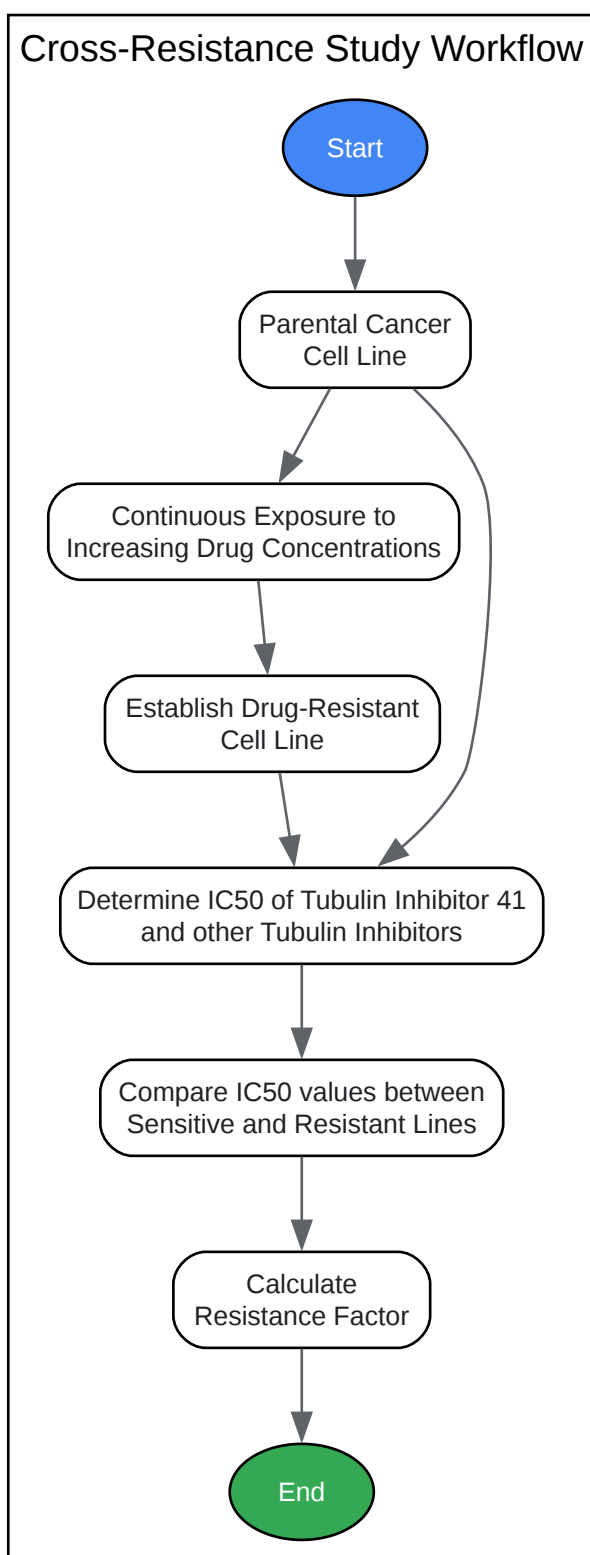 Cross-Resistance Study Workflow
Start
Parental Cancer
Cell Line
Continuous Exposure to
Increasing Drug Concentrations
Establish Drug-Resistant
Cell Line
Determine IC50 of Tubulin Inhibitor 41
and other Tubulin Inhibitors
Compare IC50 values between
Sensitive and Resistant Lines
Calculate
Resistance Factor
End